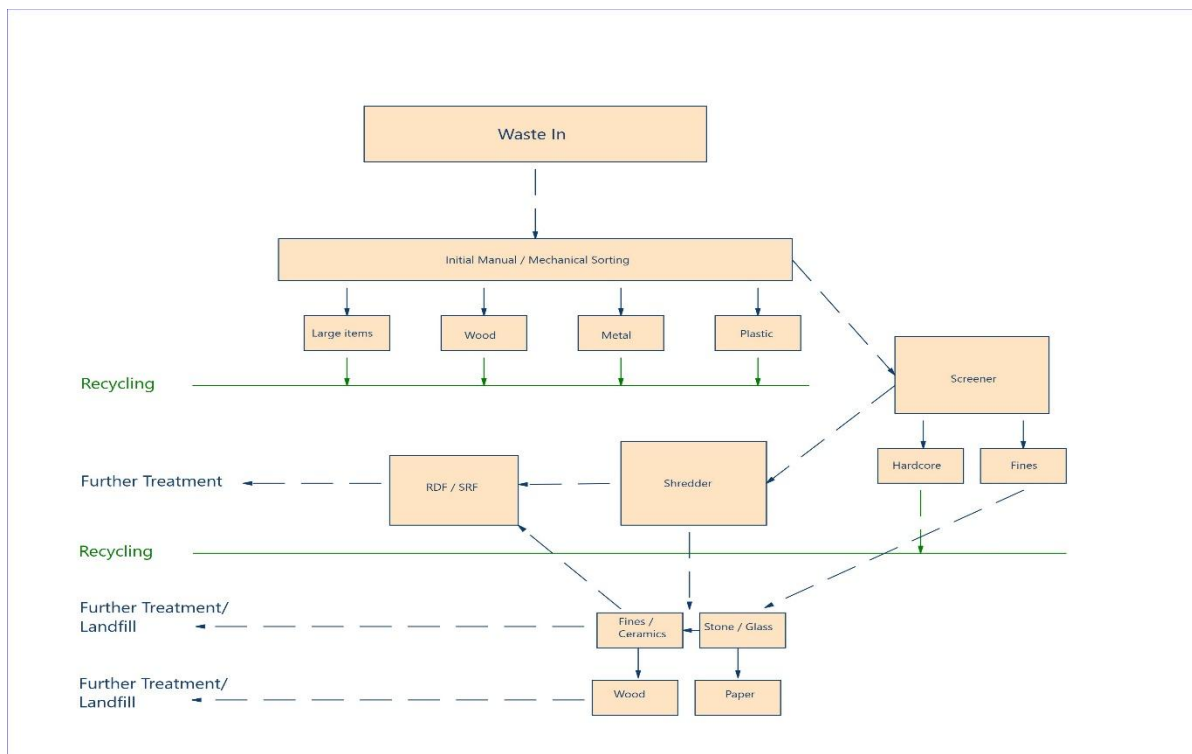 Waste In
Initial Manual / Mechanical Sorting
Large items
Wood
Metal
Plastic
Recycling
Screener
Hardcore
Fines
Further Treatment
RDF / SRF
Shredder
Recycling
Further Treatment/
Landfill
Fines /
Ceramics
Stone / Glass
Further Treatment/
Landfill
Wood
Paper